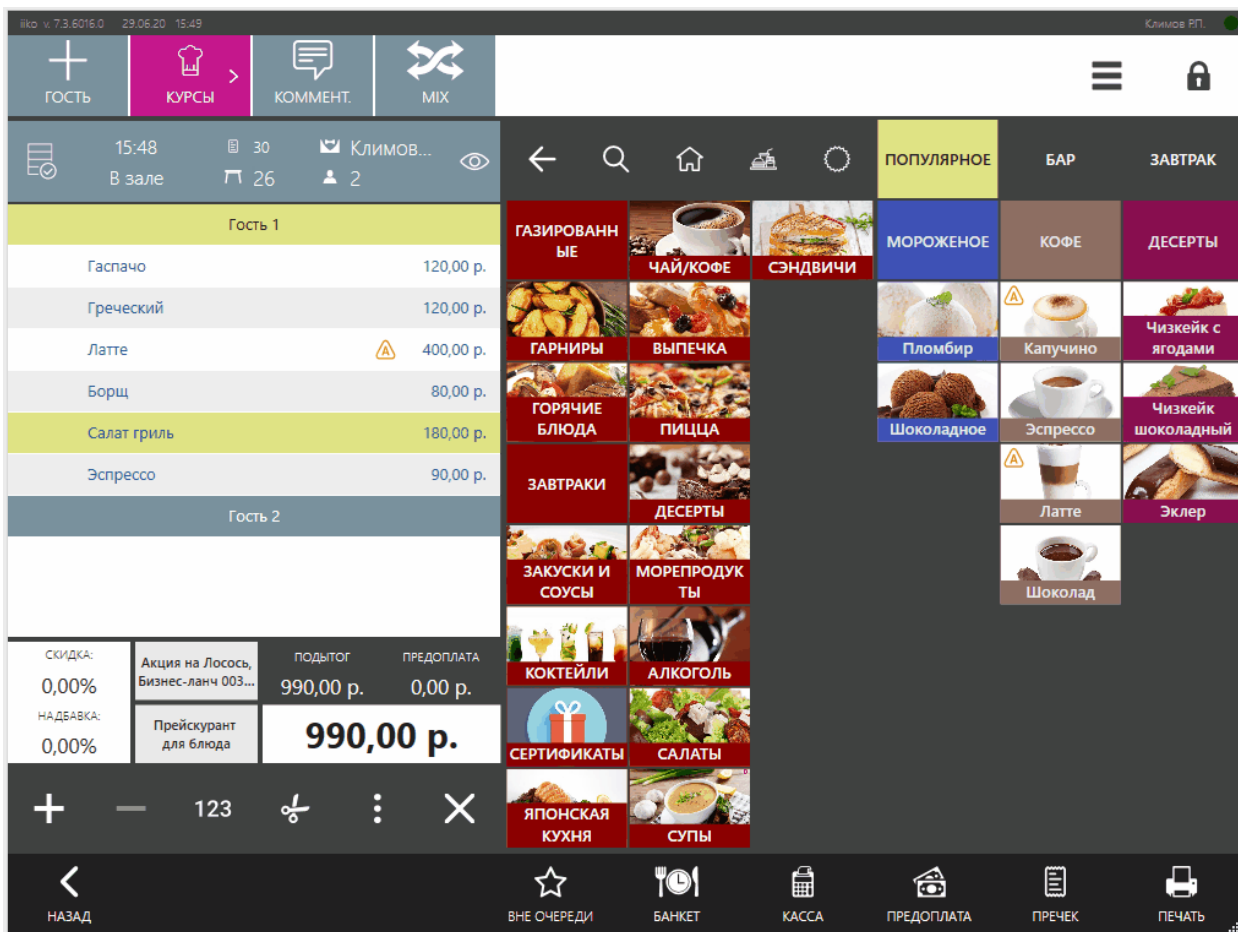 iiko v. 7.3.6016.0 29.06.20 15:49 Климов Р.П.
ГОСТЬ КУРСЫ КОММЕНТ. MIX
15:48 30 Климов...
В зале 26 2
ПОПУЛЯРНОЕ БАР ЗАВТРАК
Гость 1
Гаспачо 120,00 р.
Греческий 120,00 р.
Латте 400,00 р.
Борщ 80,00 р.
Салат гриль 180,00 р.
Эспрессо 90,00 р.
Гость 2
СКИДКА:
0,00%
НАДБАВКА:
0,00%
Акция на Лосось,
Бизнес-ланч 003...
Прейскурант
для блюда
ПОДЫТОГ ПРЕДОПЛАТА
990,00 р. 0,00 р.
990,00 р.
123
ГАЗИРОВАНН
ЫЕ
ЧАЙ/КОФЕ
СЭНДВИЧИ
МОРОЖЕНОЕ
КОФЕ
ДЕСЕРТЫ
ГАРНИРЫ
ВЫПЕЧКА
Пломбир
Капучино
Чизкейк с
ягодами
ГОРЯЧИЕ
БЛЮДА
ПИЦЦА
Шоколадное
Эспрессо
Чизкейк
шоколадный
ЗАВТРАКИ
ДЕСЕРТЫ
Латте
Эклер
ЗАКУСКИ И
СОУСЫ
МОРЕПРОДУК
ТЫ
Шоколад
КОКТЕЙЛИ
АЛКОГОЛЬ
СЕРТИФИКАТЫ
САЛАТЫ
ЯПОНСКАЯ
КУХНЯ
СУПЫ
НАЗАД ВНЕ ОЧЕРЕДИ БАНКЕТ КАССА ПРЕДОПЛАТА ПРЕЧЕК ПЕЧАТЬ